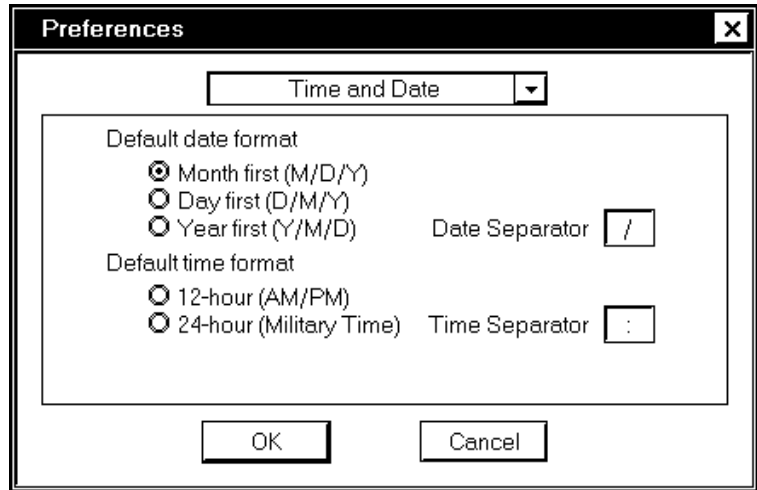 Preferences
Time and Date
Default date format
Month first (M/D/Y)
Day first (D/M/Y)
Year first (Y/M/D) Date Separator /
Default time format
12-hour (AM/PM)
24-hour (Military Time) Time Separator :
OK Cancel